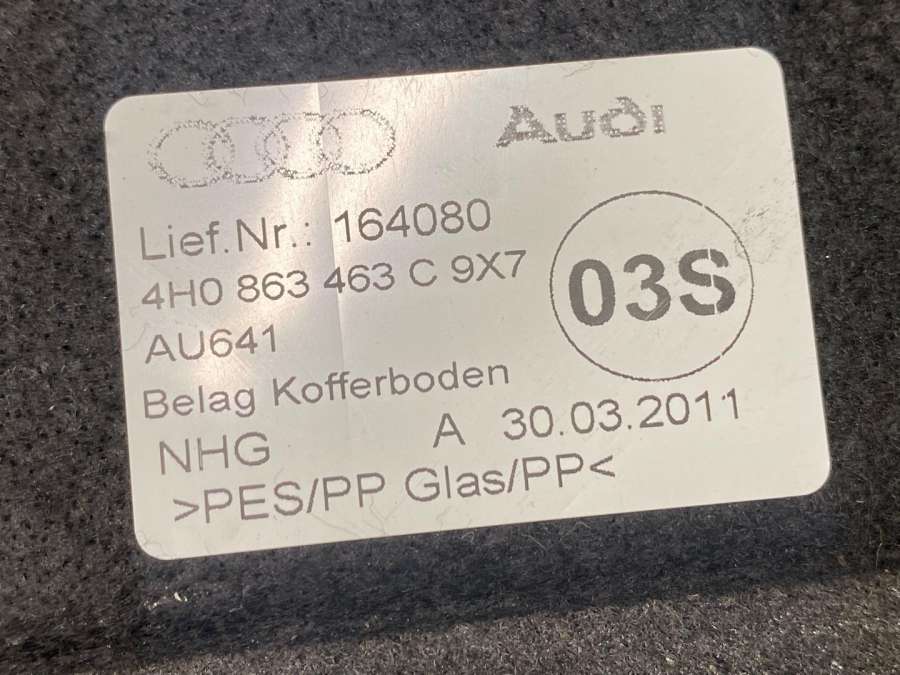 Audi
Lief.Nr.: 164080
4H0 863 463 C 9X7
03S
AU641
Belag Kofferboden
NHG A 30.03.2011
>PES/PP Glas/PP<